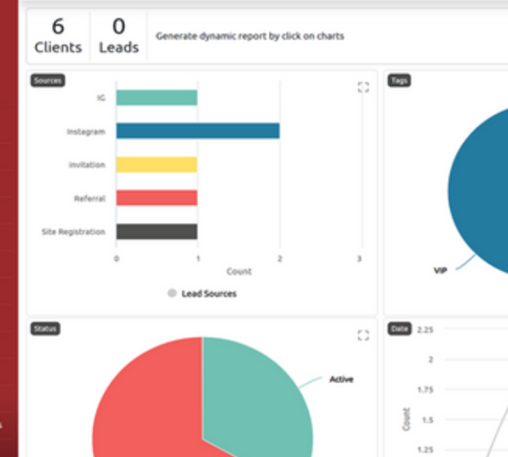 6
Clients
0
Leads
Generate dynamic report by click on charts
Sources
IG
Instagram
Invitation
Referral
Site Registration
0 1 2 3
Count
Lead Sources
Tags
VIP
Status
Active
Date
2.25
2
1.75
1.5
1.25
Count